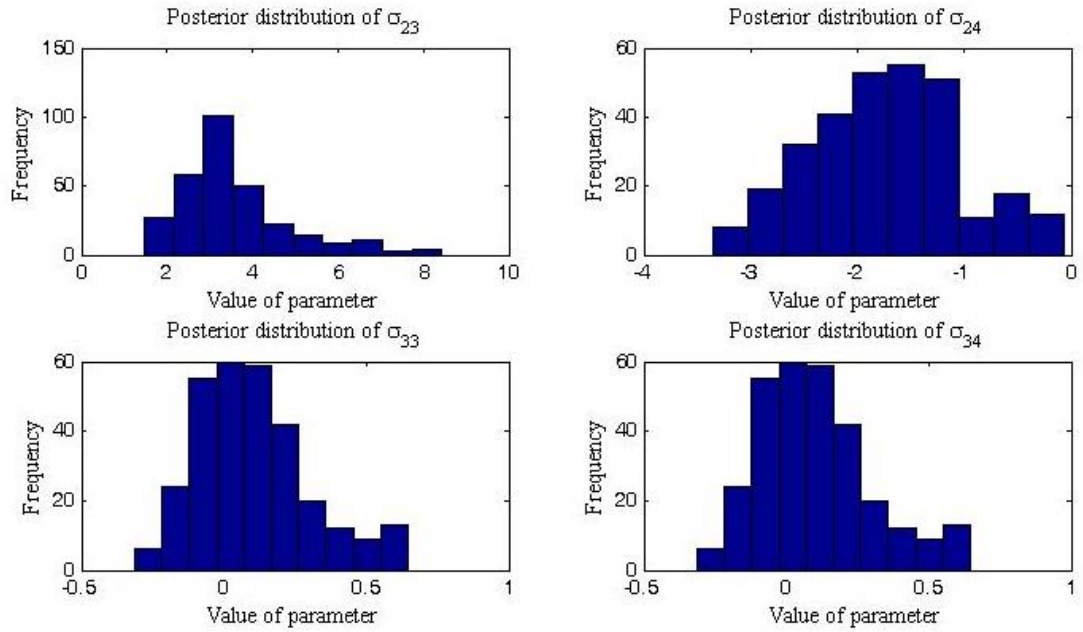 Posterior distribution of σ23
150
100
50
0
Frequency
0 2 4 6 8 10
Value of parameter
Posterior distribution of σ24
60
40
20
0
Frequency
-4 -3 -2 -1 0
Value of parameter
Posterior distribution of σ33
60
40
20
0
Frequency
-0.5 0 0.5 1
Value of parameter
Posterior distribution of σ34
60
40
20
0
Frequency
-0.5 0 0.5 1
Value of parameter